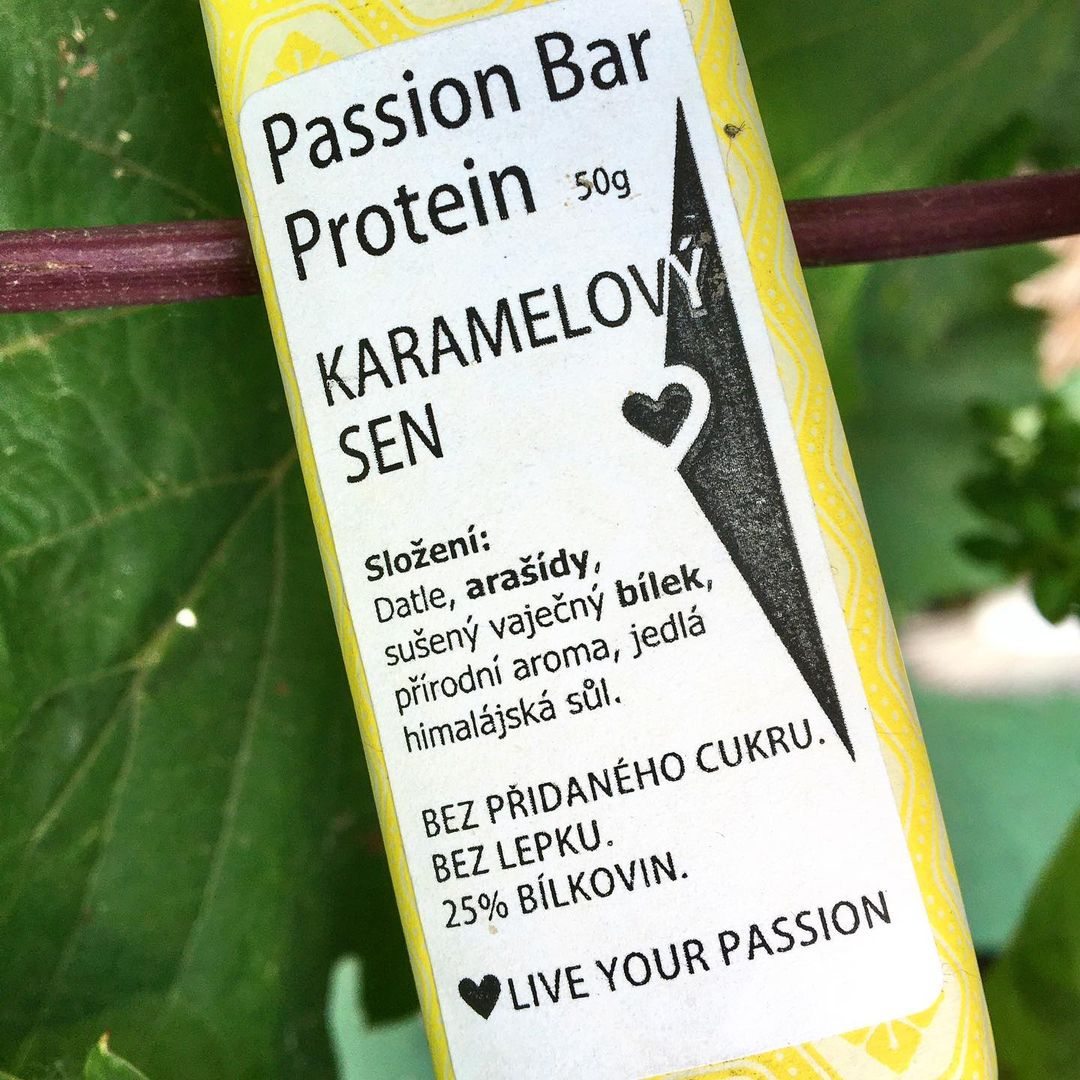 Passion Bar
Protein 50g
KARAMELOVÝ
SEN
Složení:
Datle, arašídy,
sušený vaječný bílek,
přírodní aroma, jedlá
himalájská sůl.
BEZ PŘIDANÉHO CUKRU.
BEZ LEPKU.
25% BÍLKOVIN.
LIVE YOUR PASSION